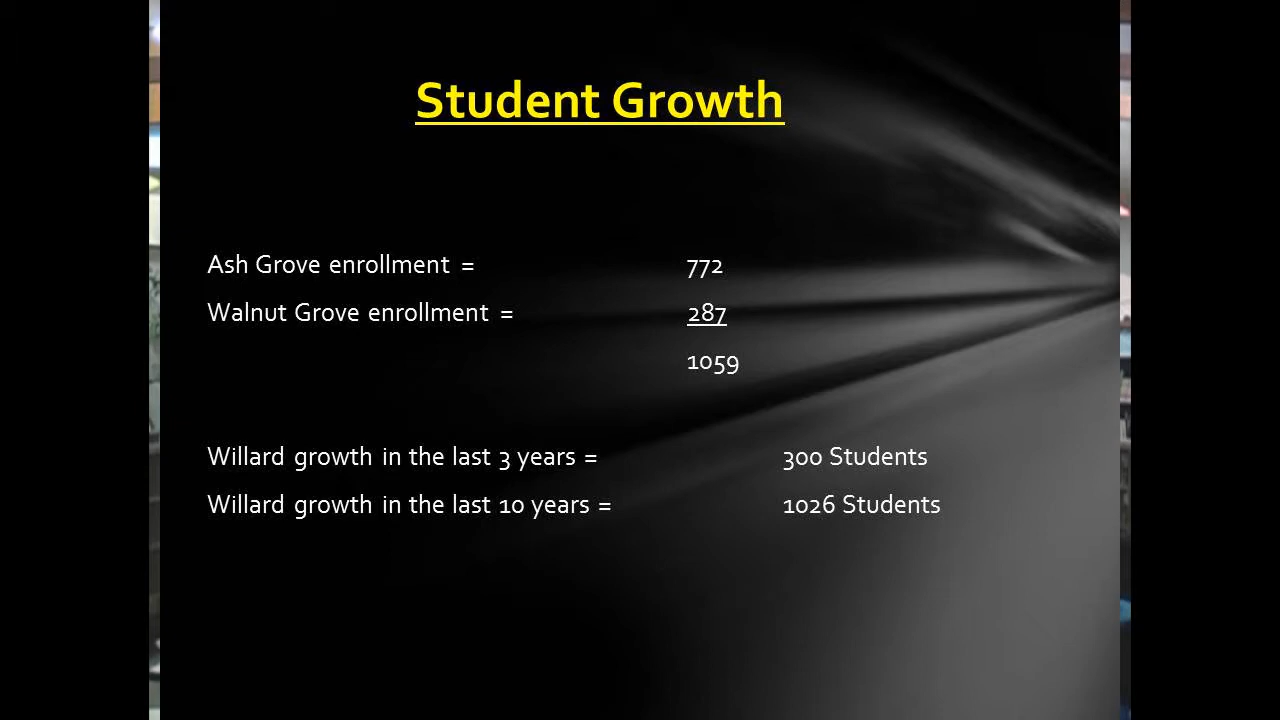 Student Growth
Ash Grove enrollment = 772
Walnut Grove enrollment = 287
1059
Willard growth in the last 3 years = 300 Students
Willard growth in the last 10 years = 1026 Students